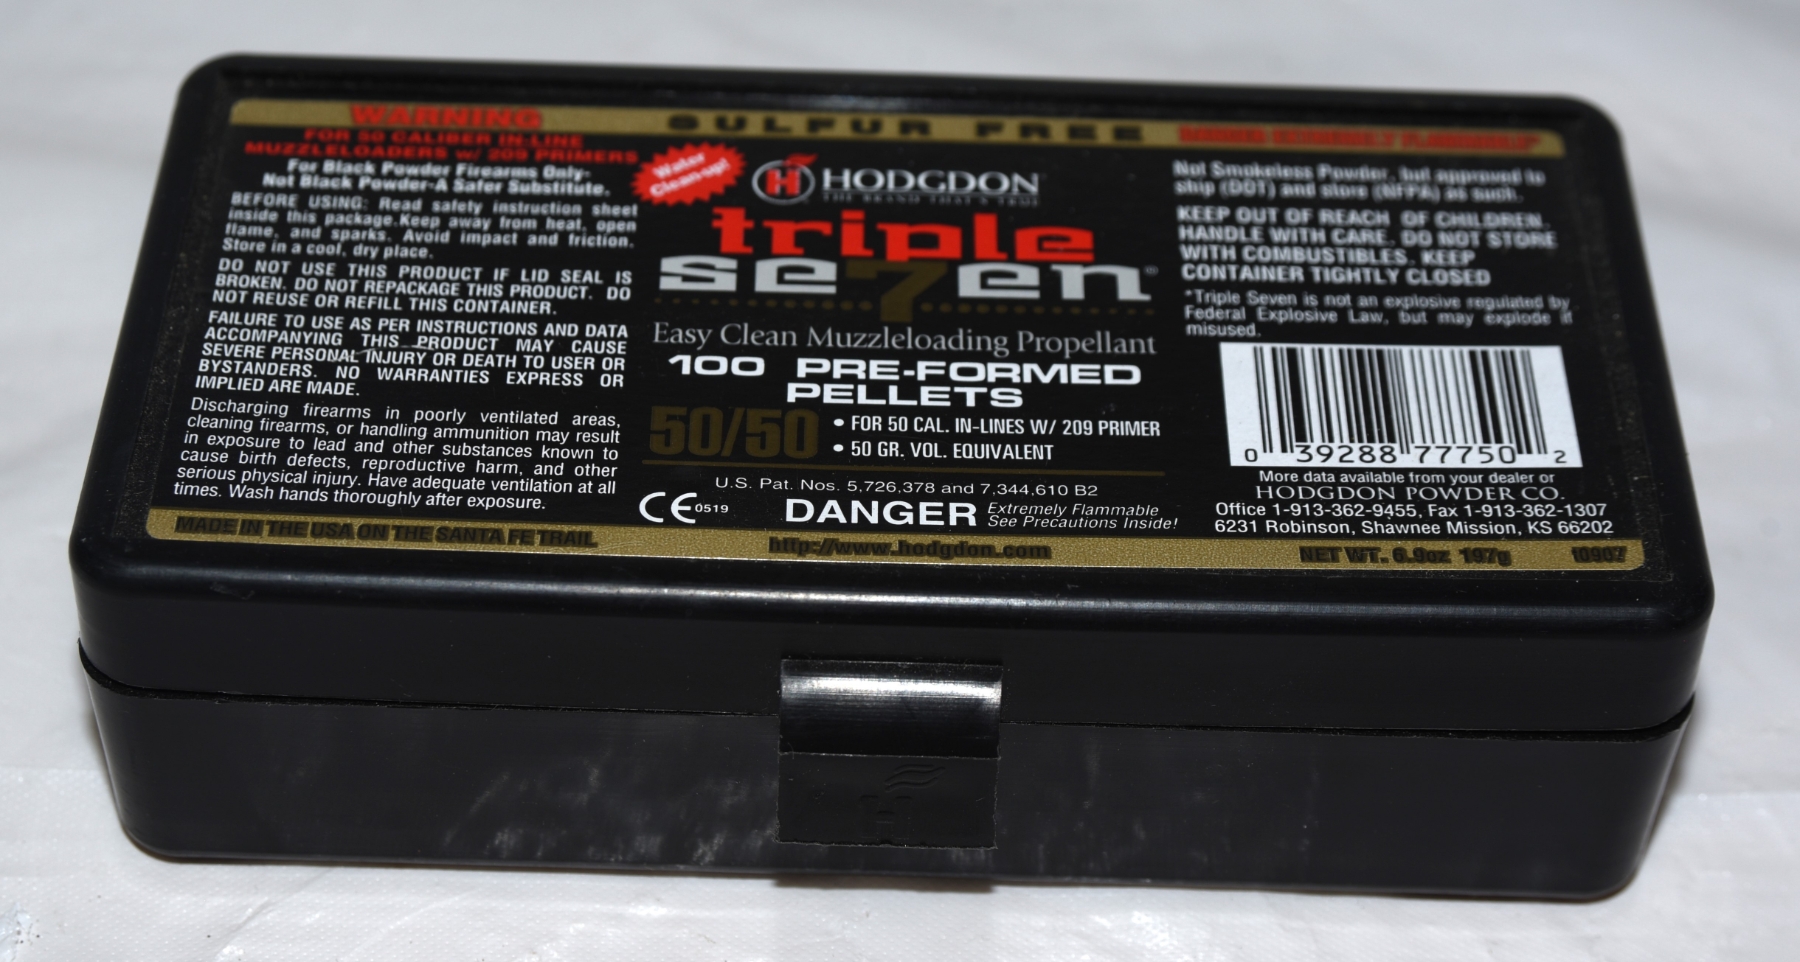 WARNING
FOR 50 CALIBER IN-LINE
MUZZLELOADERS w/ 209 PRIMERS
For Black Powder Firearms Only-
Not Black Powder-A Safer Substitute.
BEFORE USING: Read safety instruction sheet
inside this package.Keep away from heat, open
flame, and sparks. Avoid impact and friction.
Store in a cool, dry place.
DO NOT USE THIS PRODUCT IF LID SEAL IS
BROKEN. DO NOT REPACKAGE THIS PRODUCT. DO
NOT REUSE OR REFILL THIS CONTAINER.
FAILURE TO USE AS PER INSTRUCTIONS AND DATA
ACCOMPANYING THIS PRODUCT MAY CAUSE
SEVERE PERSONAL INJURY OR DEATH TO USER OR
BYSTANDERS. NO WARRANTIES EXPRESS OR
IMPLIED ARE MADE.
Discharging firearms in poorly ventilated areas,
cleaning firearms, or handling ammunition may result
in exposure to lead and other substances known to
cause birth defects, reproductive harm, and other
serious physical injury. Have adequate ventilation at all
times. Wash hands thoroughly after exposure.
MADE IN THE USA ON THE SANTA FE TRAIL
SULFUR FREE
Water
Clean-up!
H HODGDON
THE BRAND THAT'S TRUE
triple
se7en®
Easy Clean Muzzleloading Propellant
100 PRE-FORMED
PELLETS
50/50
• FOR 50 CAL. IN-LINES W/ 209 PRIMER
• 50 GR. VOL. EQUIVALENT
U.S. Pat. Nos. 5,726,378 and 7,344,610 B2
CE 0519
DANGER
Extremely Flammable
See Precautions Inside!
http://www.hodgdon.com
Not Smokeless Powder, but approved to
ship (DOT) and store (NFPA) as such.
KEEP OUT OF REACH OF CHILDREN.
HANDLE WITH CARE. DO NOT STORE
WITH COMBUSTIBLES. KEEP
CONTAINER TIGHTLY CLOSED
*Triple Seven is not an explosive regulated by
Federal Explosive Law, but may explode if
misused.
0 39288 77750 2
More data available from your dealer or
HODGDON POWDER CO.
Office 1-913-362-9455, Fax 1-913-362-1307
6231 Robinson, Shawnee Mission, KS 66202
NET WT. 6.9oz 197g
10907
H